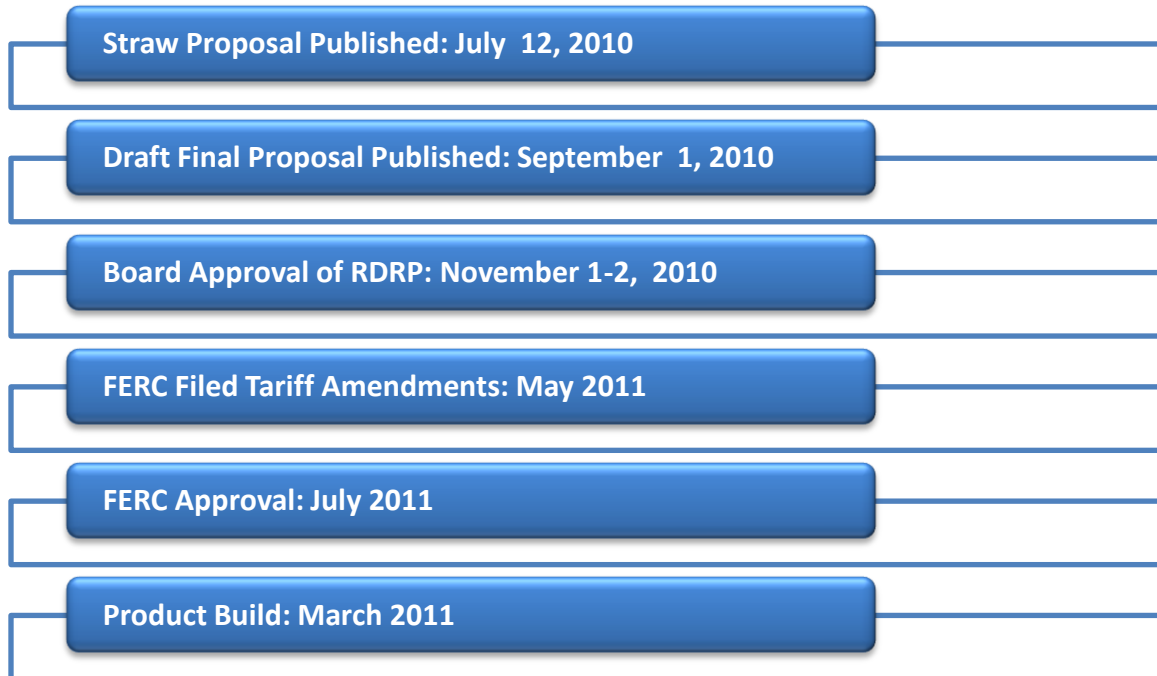 Straw Proposal Published: July  12, 2010
Draft Final Proposal Published: September  1, 2010
Board Approval of RDRP: November 1-2,  2010
FERC Filed Tariff Amendments: May 2011
FERC Approval: July 2011
Product Build: March 2011